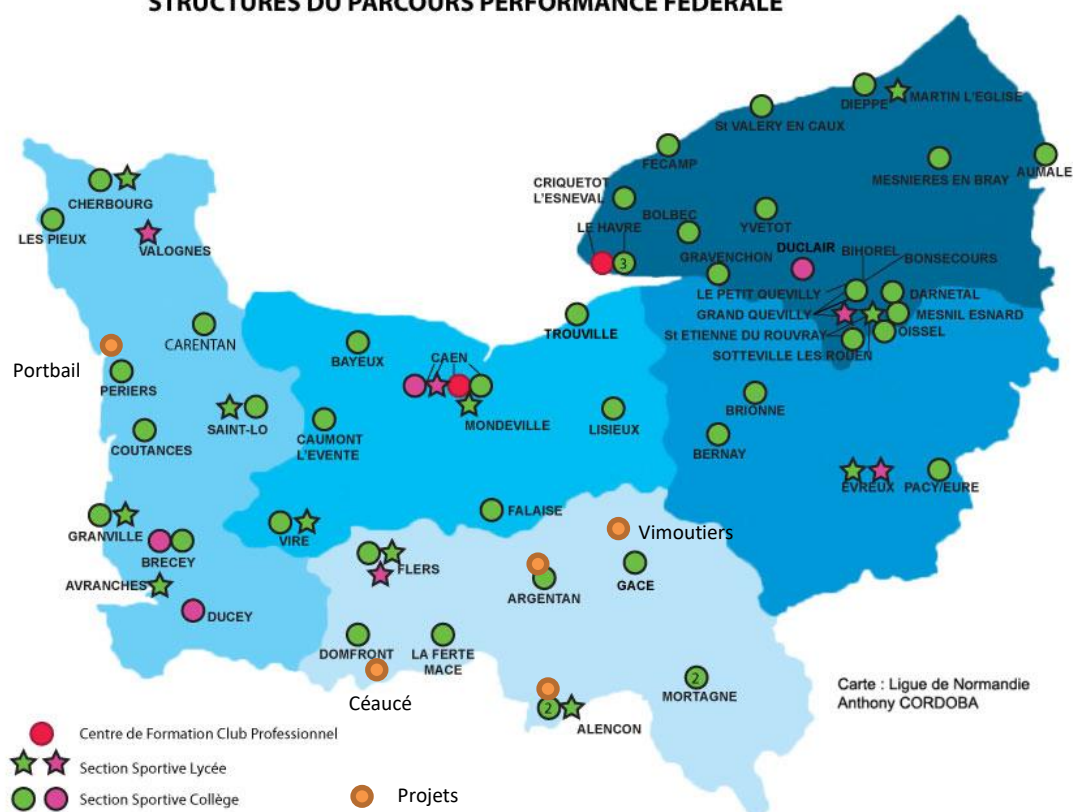 STRUCTURES DU PARCOURS PERFORMANCE FEDERALE
DIEPPE
MARTIN L'EGLISE
St VALERY EN CAUX
FECAMP
MESNIERES EN BRAY
AUMALE
CRIQUETOT
L'ESNEVAL
CHERBOURG
LES PIEUX
VALOGNES
BOLBEC
YVETOT
LE HAVRE
3
GRAVENCHON
DUCLAIR
BIHOREL
BONSECOURS
LE PETIT QUEVILLY
DARNETAL
GRAND QUEVILLY
MESNIL ESNARD
St ETIENNE DU ROUVRAY
OISSEL
SOTTEVILLE LES ROUEN
TROUVILLE
CARENTAN
Portbail
PERIERS
BAYEUX
CAEN
MONDEVILLE
LISIEUX
BRIONNE
BERNAY
SAINT-LO
COUTANCES
CAUMONT
L'EVENTE
EVREUX
PACY/EURE
GRANVILLE
BRECEY
AVRANCHES
DUCEY
VIRE
FALAISE
Vimoutiers
FLERS
ARGENTAN
GACE
DOMFRONT
LA FERTE
MACE
Céaucé
2
MORTAGNE
2
ALENCON
Carte : Ligue de Normandie
Anthony CORDOBA
Centre de Formation Club Professionnel
Section Sportive Lycée
Section Sportive Collège
Projets